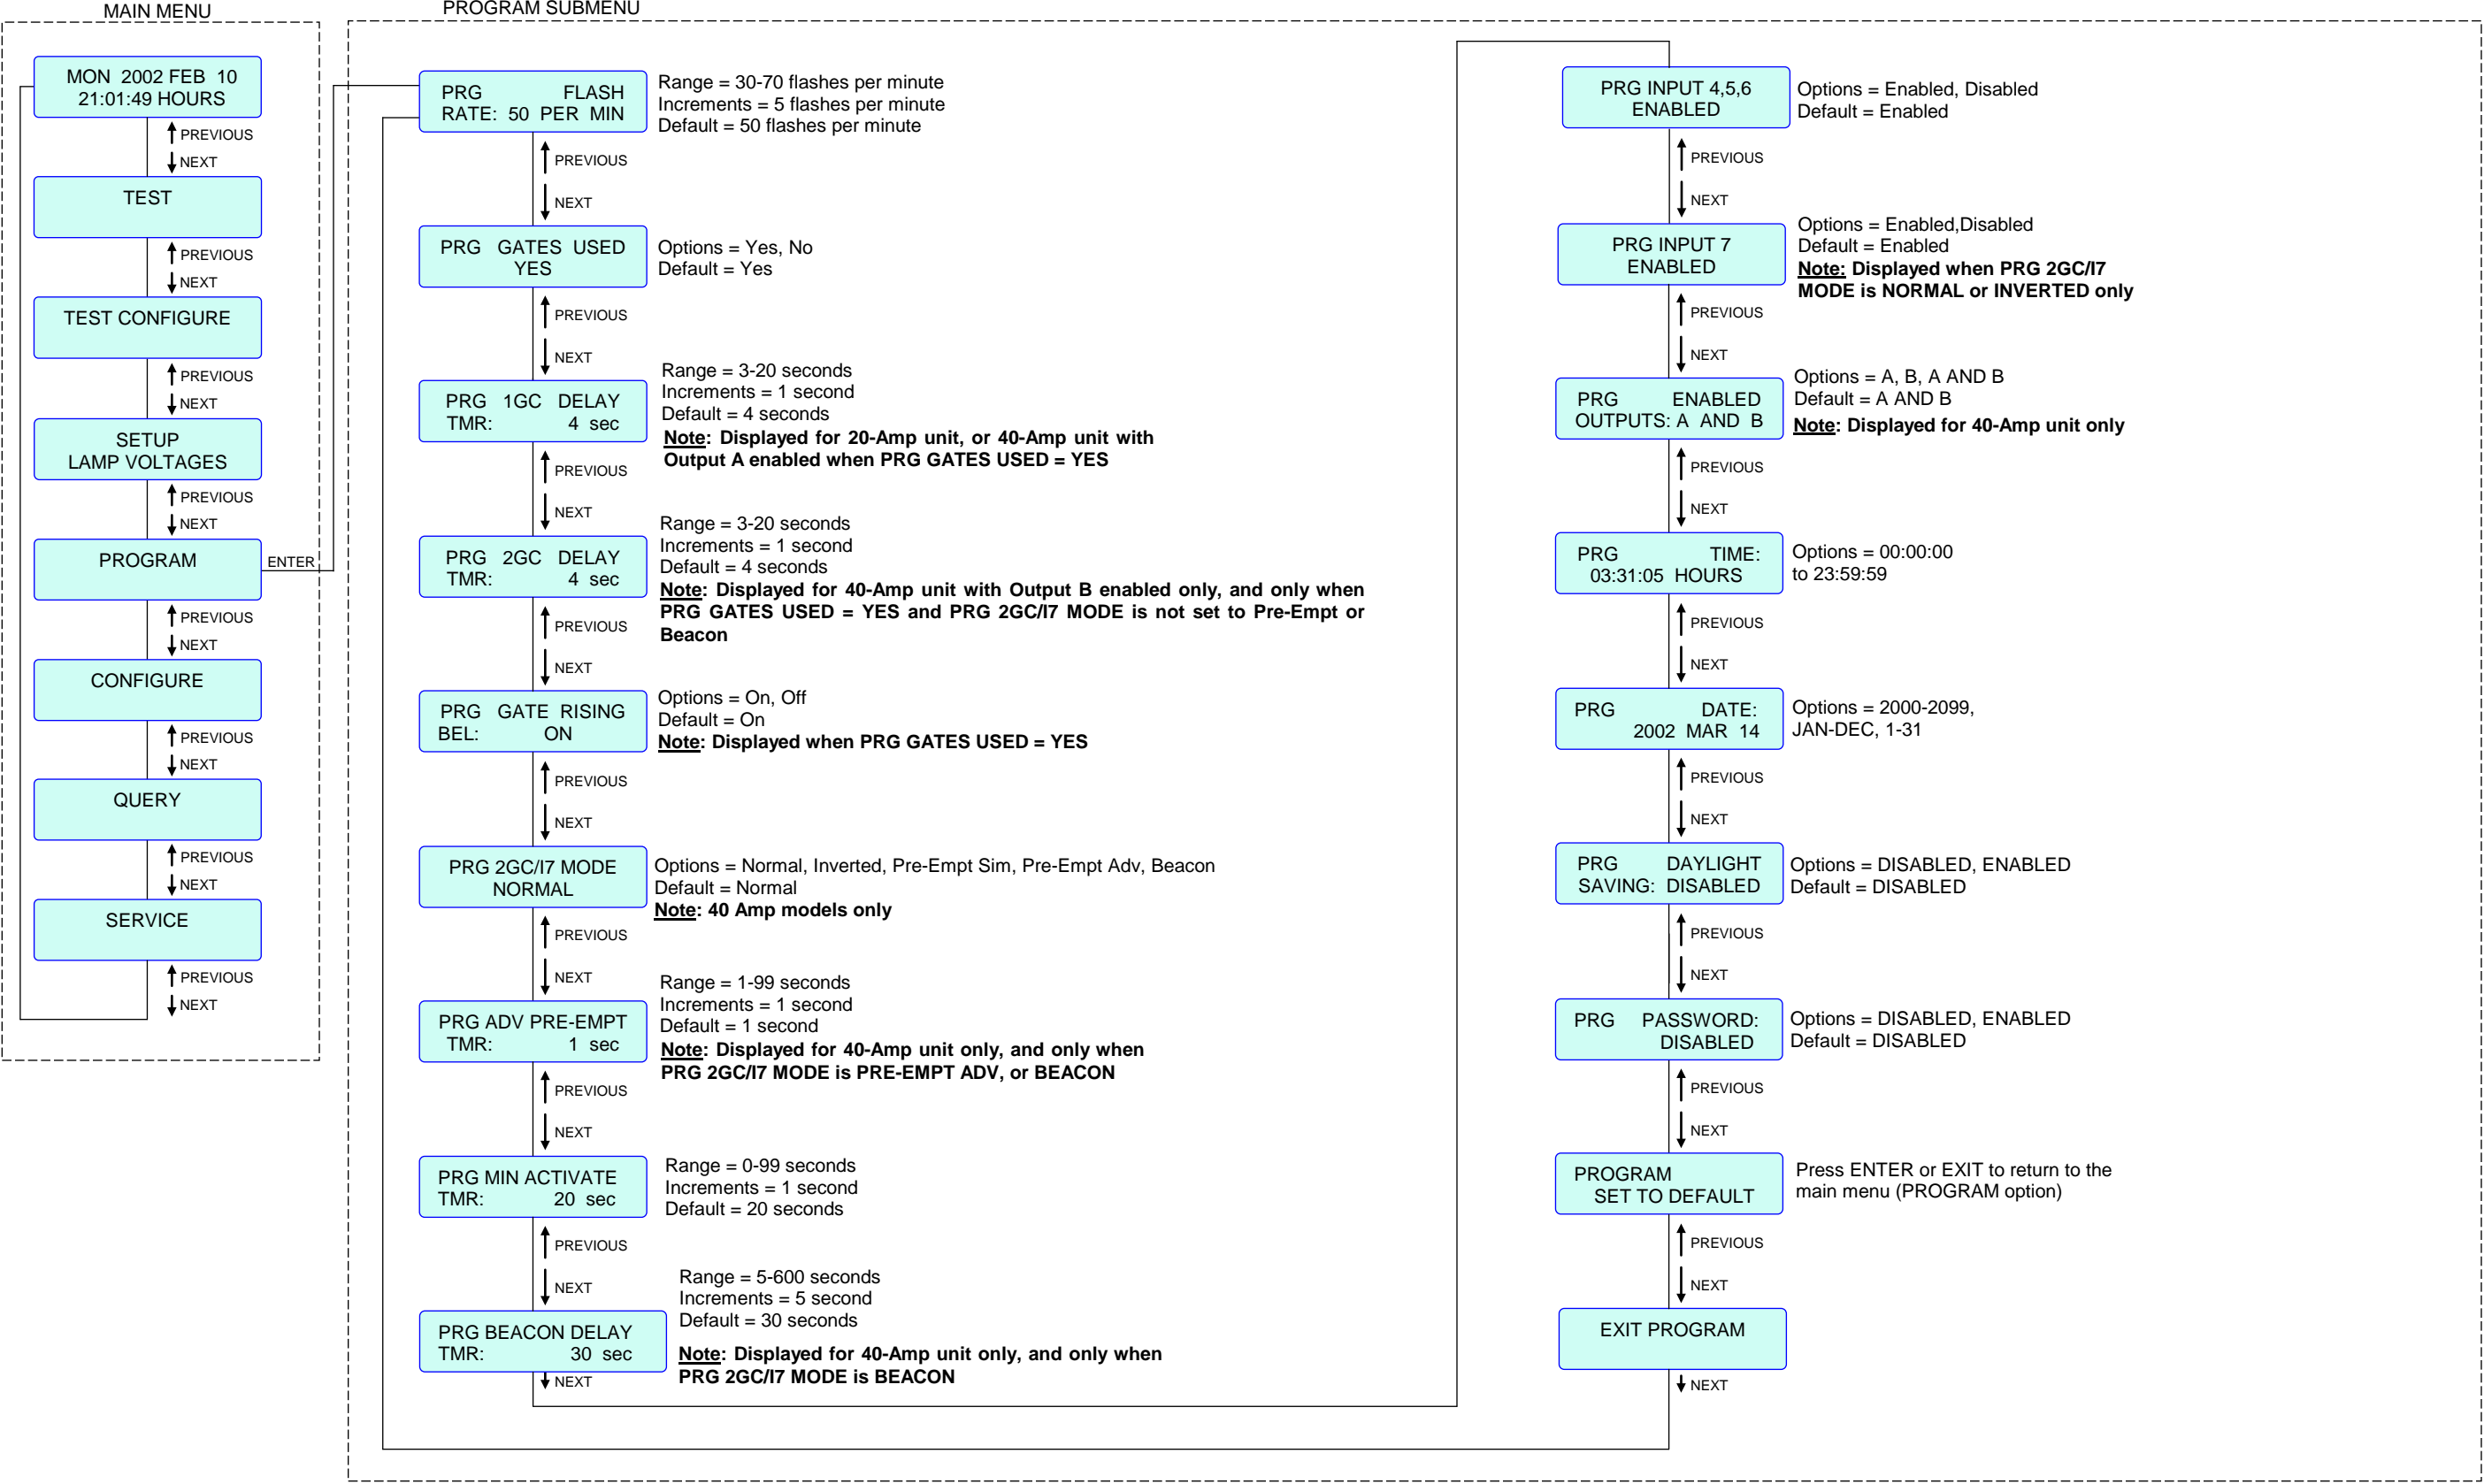 MAIN MENU
MON 2002 FEB 10
21:01:49 HOURS
PREVIOUS
NEXT
TEST
PREVIOUS
NEXT
TEST CONFIGURE
PREVIOUS
NEXT
SETUP
LAMP VOLTAGES
PREVIOUS
NEXT
PROGRAM
ENTER
PREVIOUS
NEXT
CONFIGURE
PREVIOUS
NEXT
QUERY
PREVIOUS
NEXT
SERVICE
PREVIOUS
NEXT
PROGRAM SUBMENU
PRG FLASH
RATE: 50 PER MIN
Range = 30-70 flashes per minute
Increments = 5 flashes per minute
Default = 50 flashes per minute
PREVIOUS
NEXT
PRG GATES USED
YES
Options = Yes, No
Default = Yes
PREVIOUS
NEXT
PRG 1GC DELAY
TMR: 4 sec
Range = 3-20 seconds
Increments = 1 second
Default = 4 seconds
Note: Displayed for 20-Amp unit, or 40-Amp unit with
Output A enabled when PRG GATES USED = YES
PREVIOUS
NEXT
PRG 2GC DELAY
TMR: 4 sec
Range = 3-20 seconds
Increments = 1 second
Default = 4 seconds
Note: Displayed for 40-Amp unit with Output B enabled only, and only when
PRG GATES USED = YES and PRG 2GC/I7 MODE is not set to Pre-Empt or
Beacon
PREVIOUS
NEXT
PRG GATE RISING
BEL: ON
Options = On, Off
Default = On
Note: Displayed when PRG GATES USED = YES
PREVIOUS
NEXT
PRG 2GC/I7 MODE
NORMAL
Options = Normal, Inverted, Pre-Empt Sim, Pre-Empt Adv, Beacon
Default = Normal
Note: 40 Amp models only
PREVIOUS
NEXT
PRG ADV PRE-EMPT
TMR: 1 sec
Range = 1-99 seconds
Increments = 1 second
Default = 1 second
Note: Displayed for 40-Amp unit only, and only when
PRG 2GC/I7 MODE is PRE-EMPT ADV, or BEACON
PREVIOUS
NEXT
PRG MIN ACTIVATE
TMR: 20 sec
Range = 0-99 seconds
Increments = 1 second
Default = 20 seconds
PREVIOUS
NEXT
PRG BEACON DELAY
TMR: 30 sec
Range = 5-600 seconds
Increments = 5 second
Default = 30 seconds
Note: Displayed for 40-Amp unit only, and only when
PRG 2GC/I7 MODE is BEACON
NEXT
PRG INPUT 4,5,6
ENABLED
Options = Enabled, Disabled
Default = Enabled
PREVIOUS
NEXT
PRG INPUT 7
ENABLED
Options = Enabled,Disabled
Default = Enabled
Note: Displayed when PRG 2GC/I7
MODE is NORMAL or INVERTED only
PREVIOUS
NEXT
PRG ENABLED
OUTPUTS: A AND B
Options = A, B, A AND B
Default = A AND B
Note: Displayed for 40-Amp unit only
PREVIOUS
NEXT
PRG TIME:
03:31:05 HOURS
Options = 00:00:00
to 23:59:59
PREVIOUS
NEXT
PRG DATE:
2002 MAR 14
Options = 2000-2099,
JAN-DEC, 1-31
PREVIOUS
NEXT
PRG DAYLIGHT
SAVING: DISABLED
Options = DISABLED, ENABLED
Default = DISABLED
PREVIOUS
NEXT
PRG PASSWORD:
DISABLED
Options = DISABLED, ENABLED
Default = DISABLED
PREVIOUS
NEXT
PROGRAM
SET TO DEFAULT
Press ENTER or EXIT to return to the
main menu (PROGRAM option)
PREVIOUS
NEXT
EXIT PROGRAM
NEXT